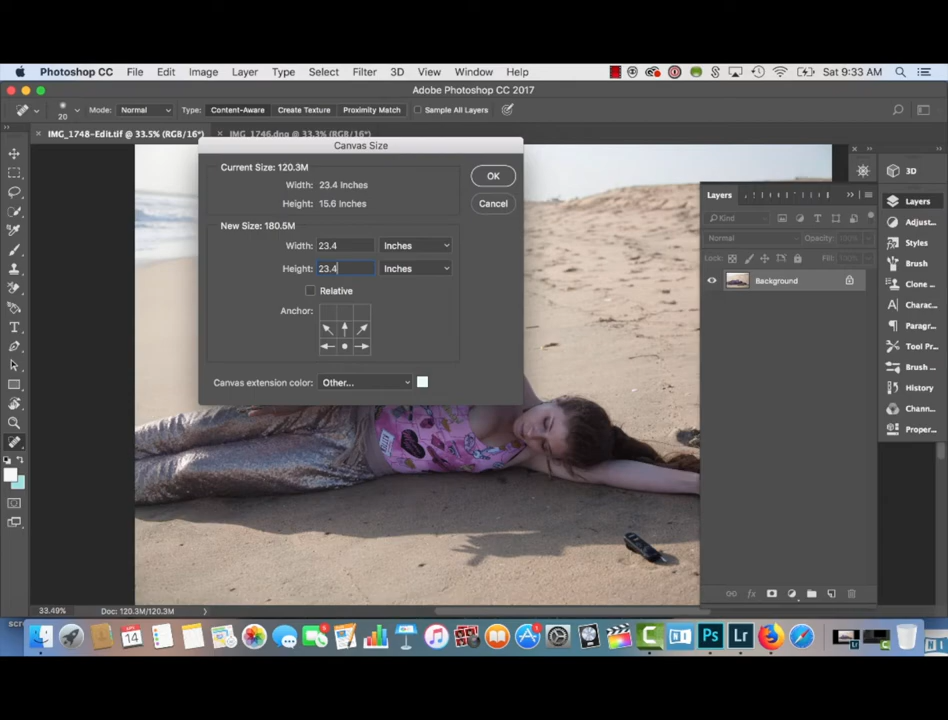 Photoshop CC File Edit Image Layer Type Select Filter 3D View Window Help Sat 9:33 AM
Adobe Photoshop CC 2017
20 Mode: Normal Type: Content-Aware Create Texture Proximity Match Sample All Layers
× IMG_1748-Edit.tif @ 33.5% (RGB/16*) × IMG_1746.dng @ 33.3% (RGB/16*)
Canvas Size
Current Size: 120.3M
Width: 23.4 Inches
Height: 15.6 Inches
OK
Cancel
New Size: 180.5M
Width: 23.4 Inches
Height: 23.4 Inches
Relative
Anchor:
Canvas extension color: Other...
Layers
Kind
Normal Opacity:
Lock: Fill:
Background
3D
Layers
Adjust...
Styles
Brush
Clone ...
Charac...
Paragr...
Tool Pr...
Brush ...
History
Chann...
Proper...
33.49% Doc: 120.3M/120.3M
14
Ps Lr